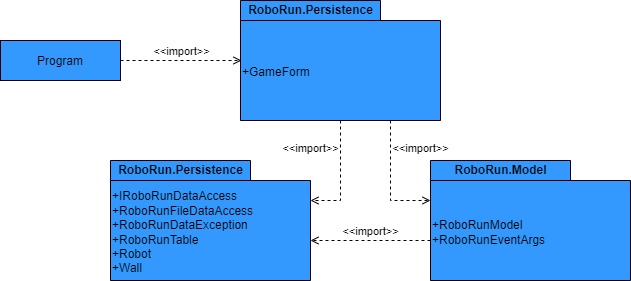 RoboRun.Persistence
<<import>>
Program
+GameForm
<<import>>
<<import>>
RoboRun.Persistence
RoboRun.Model
+IRoboRunDataAccess
+RoboRunFileDataAccess
+RoboRunDataException
+RoboRunTable
+Robot
+Wall
<<import>>
+RoboRunModel
+RoboRunEventArgs